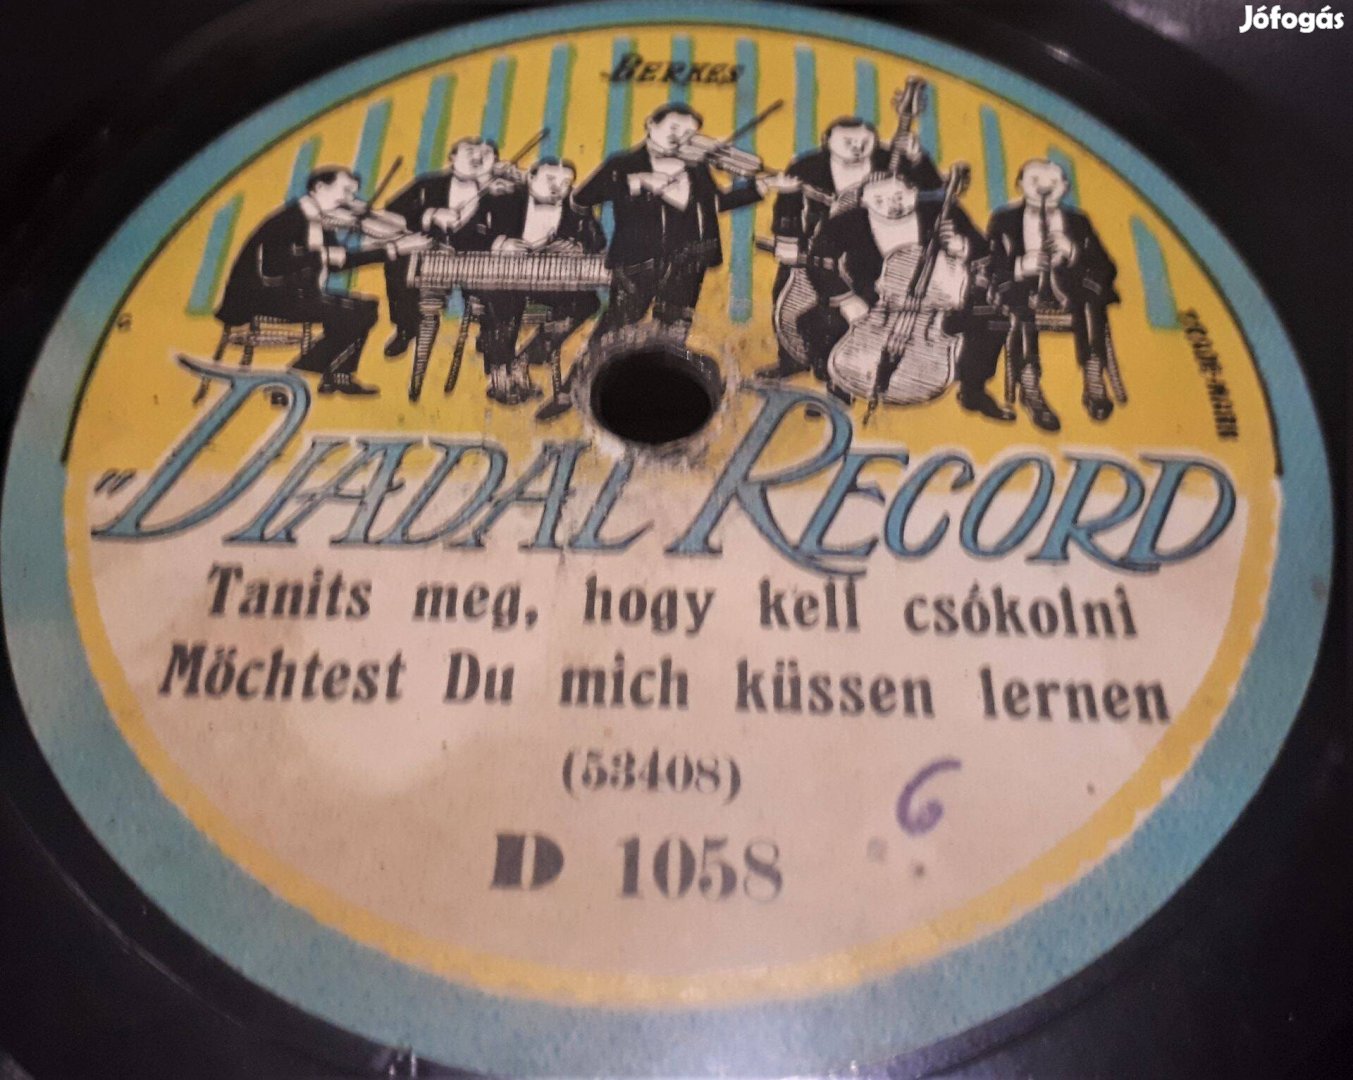 Jófogás
BERKES
"DIADAL RECORD
Tanits meg, hogy kell csókolni
Möchtest Du mich küssen lernen
(53408)
6
D 1058